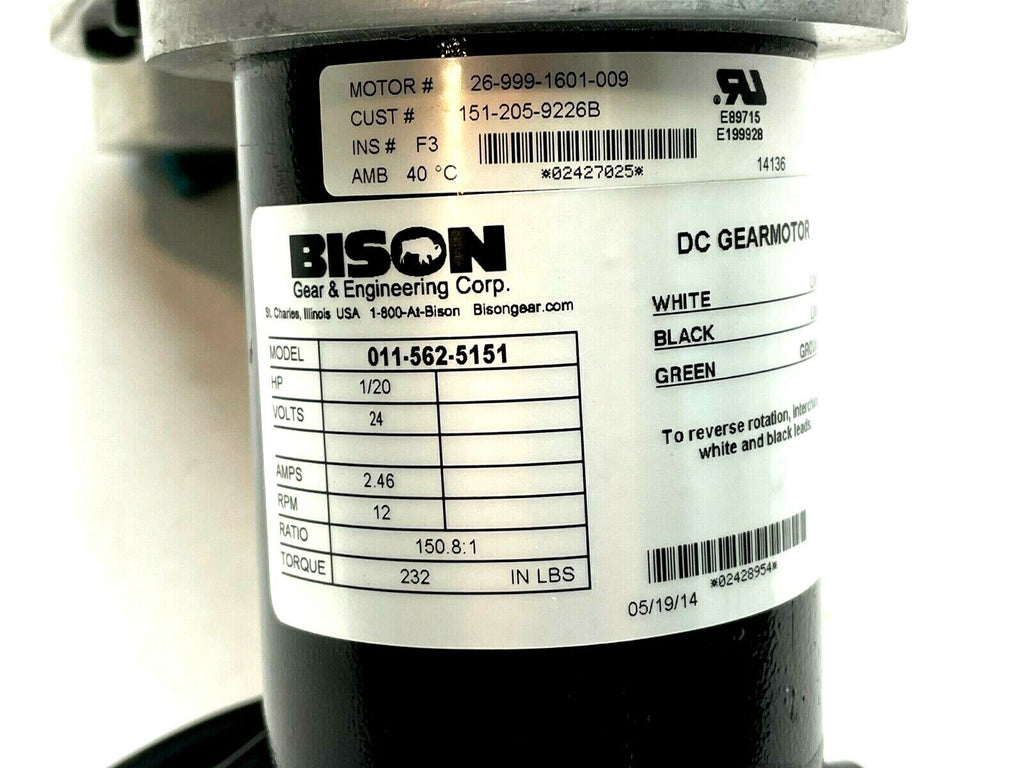 MOTOR # 26-999-1601-009
CUST # 151-205-9226B
INS # F3
AMB 40 °C
*02427025*
RU
E89715
E199928
14136
BISON
Gear & Engineering Corp.
St. Charles, Illinois USA 1-800-At-Bison Bisongear.com
MODEL 011-562-5151
HP 1/20
VOLTS 24
AMPS 2.46
RPM 12
RATIO 150.8:1
TORQUE 232 IN LBS
DC GEARMOTOR
WHITE
BLACK
GREEN
To reverse rotation,
white and black leads.
*02428954*
05/19/14